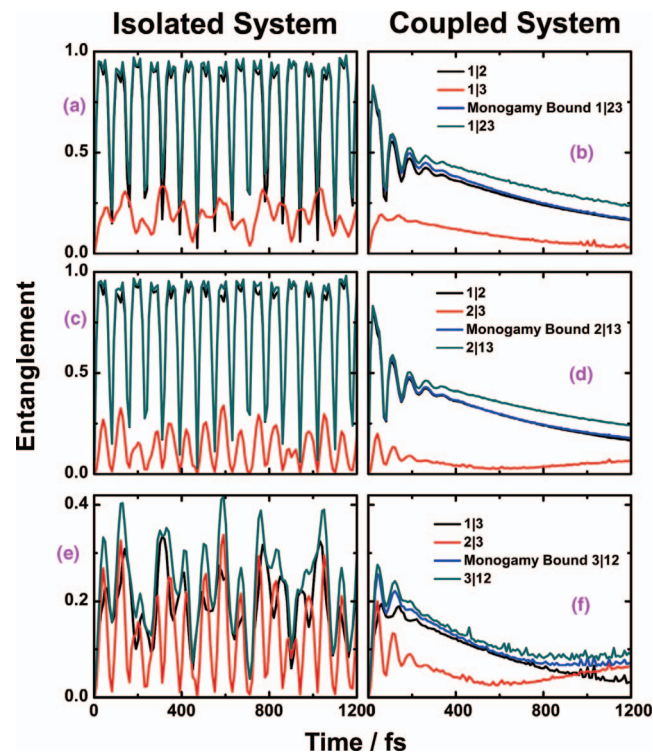 Isolated System Coupled System
1.0
0.5
0.0
(a)
1|2
1|3
Monogamy Bound 1|23
1|23
(b)
1.0
0.5
0.0
(c)
1|2
2|3
Monogamy Bound 2|13
2|13
(d)
Entanglement
0.4
0.2
0.0
(e)
1|3
2|3
Monogamy Bound 3|12
3|12
(f)
0 400 800 1200 0 400 800 1200
Time / fs